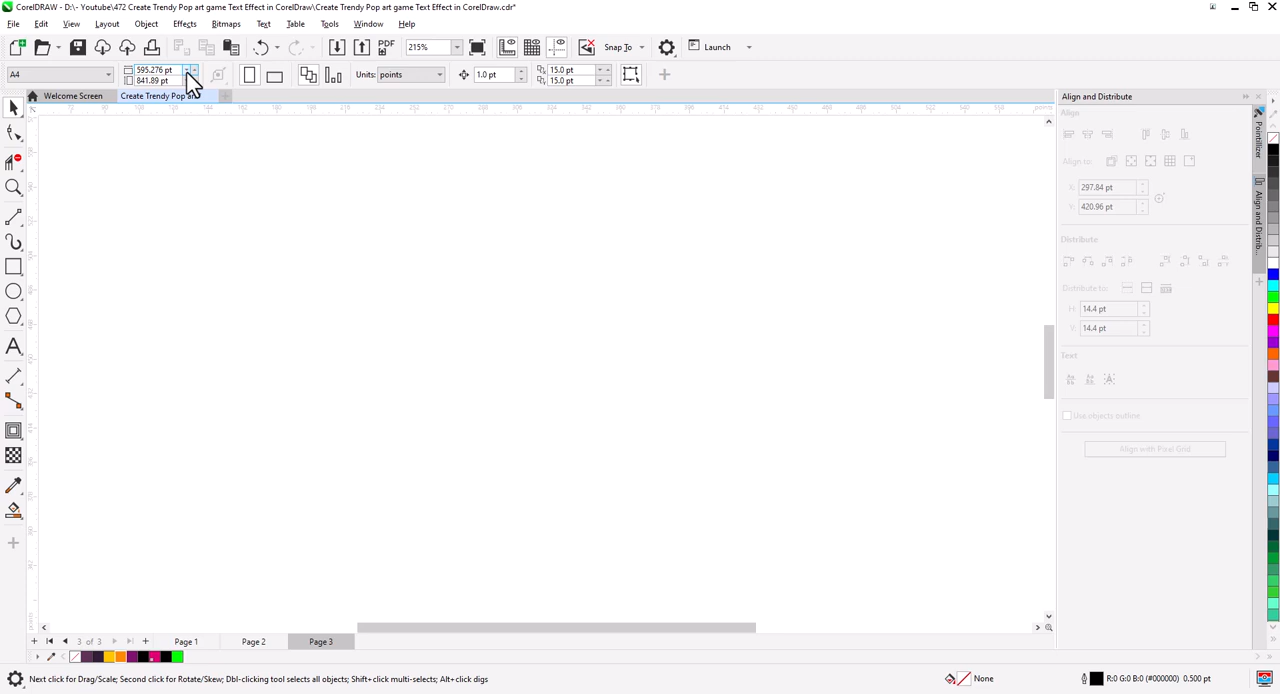 CorelDRAW - D:\- Youtube\472 Create Trendy Pop art game Text Effect in CorelDraw\Create Trendy Pop art game Text Effect in CorelDraw.cdr*
File Edit View Layout Object Effects Bitmaps Text Table Tools Window Help
PDF 215% Snap To Launch
A4 595.276 pt 841.89 pt Units: points 1.0 pt 15.0 pt 15.0 pt
Welcome Screen Create Trendy Pop
Align and Distribute
Align
Align to:
X: 297.84 pt
Y: 420.96 pt
Distribute
Distribute to:
H: 14.4 pt
V: 14.4 pt
Text
Use objects outline
Align with Pixel Grid
Pointillizer
Align and Distrib...
3 of 3 Page 1 Page 2 Page 3
Next click for Drag/Scale; Second click for Rotate/Skew; Dbl-clicking tool selects all objects; Shift+click multi-selects; Alt+click digs
None R:0 G:0 B:0 (#000000) 0.500 pt